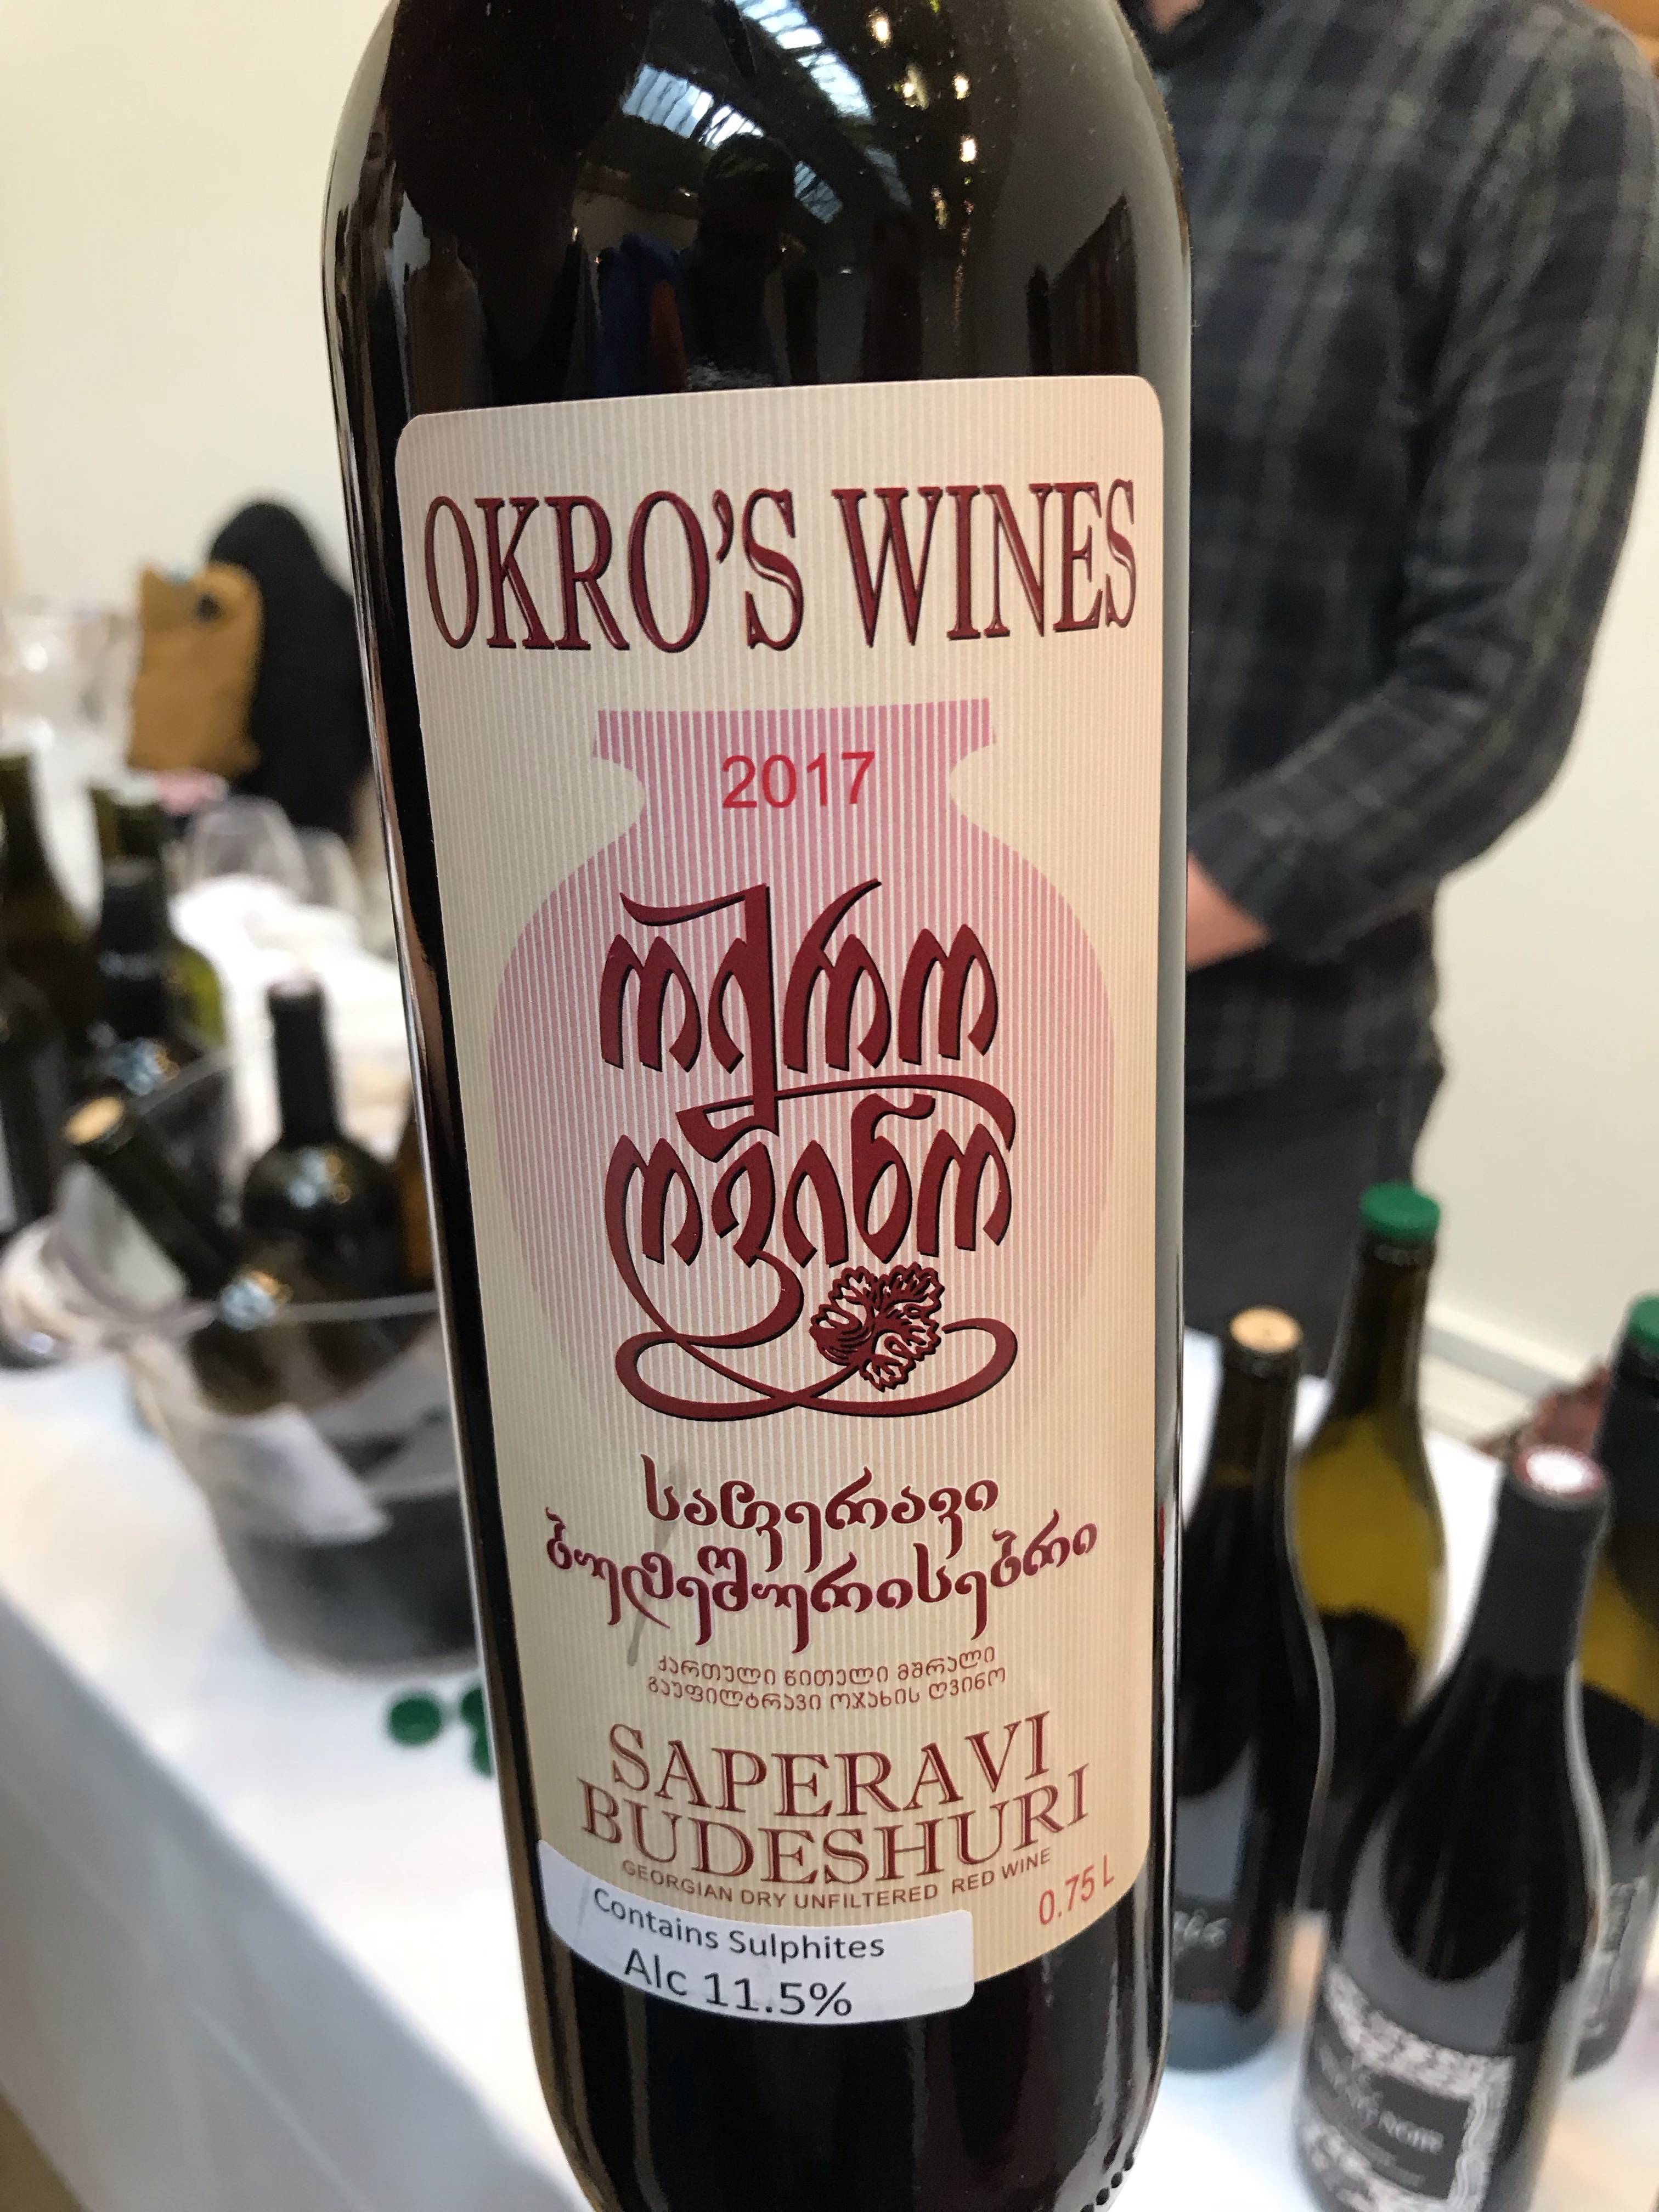 OKRO'S WINES
2017
ოქრო
ღვინო
საფერავი
ბუდეშურისებრი
ქართული წითელი მშრალი
გაუფილტრავი ოჯახის ღვინო
SAPERAVI
BUDESHURI
GEORGIAN DRY UNFILTERED RED WINE
0.75 L
Contains Sulphites
Alc 11.5%
NOIR